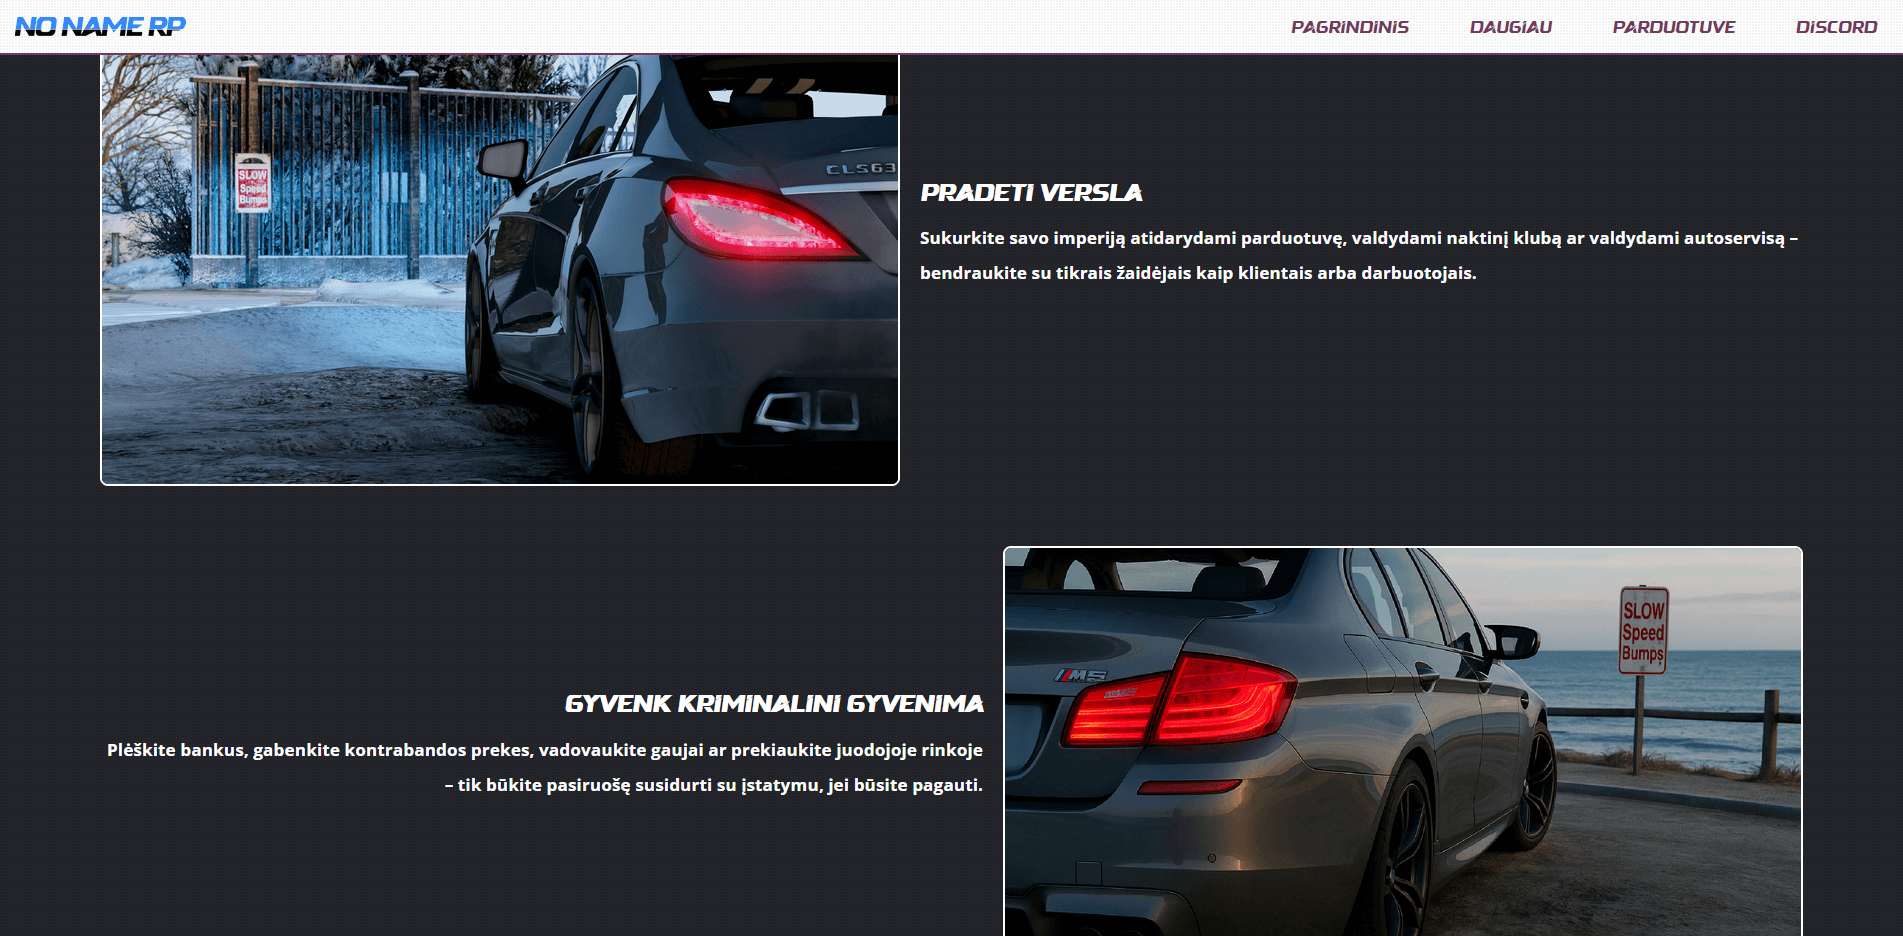 NO NAME RP
PAGRINDINIS
DAUGIAU
PARDUOTUVE
DISCORD
SLOW
Speed
Bumps
CLS63
PRADETI VERSLA
Sukurkite savo imperiją atidarydami parduotuvę, valdydami naktinį klubą ar valdydami autoservisą –
bendraukite su tikrais žaidėjais kaip klientais arba darbuotojais.
GYVENK KRIMINALINI GYVENIMA
Plėškite bankus, gabenkite kontrabandos prekes, vadovaukite gaujai ar prekiaukite juodojoje rinkoje
– tik būkite pasiruošę susidurti su įstatymu, jei būsite pagauti.
M5
SLOW
Speed
Bumps